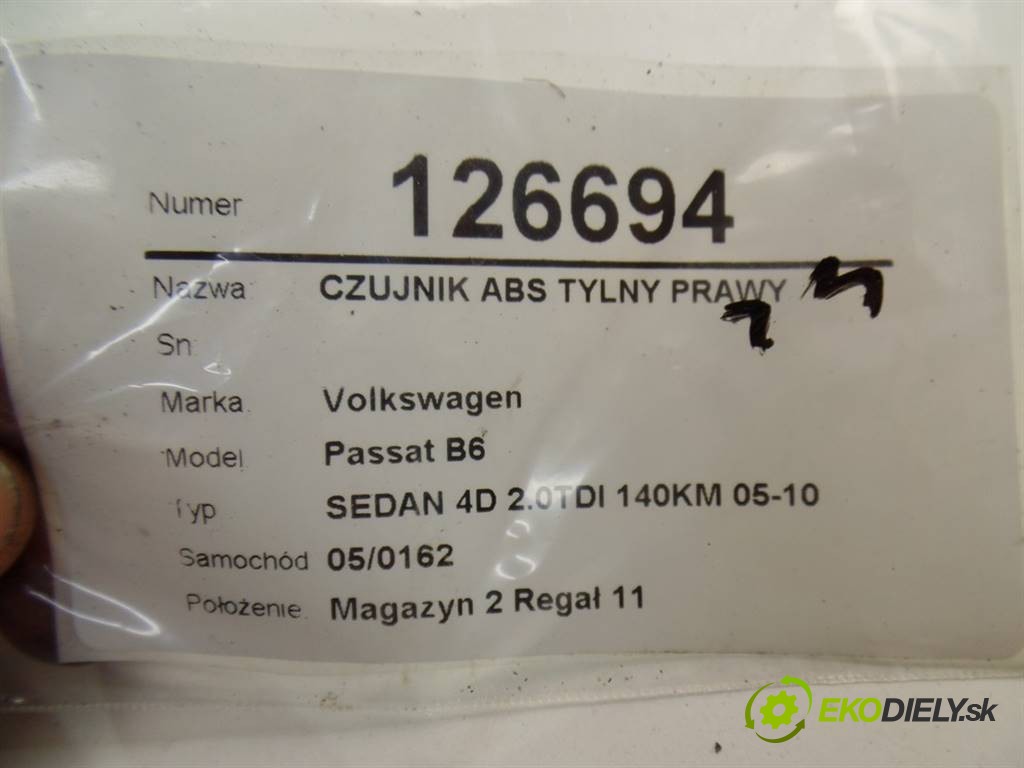 Numer 126694
Nazwa CZUJNIK ABS TYLNY PRAWY
Sn
Marka Volkswagen
Model Passat B6
Typ SEDAN 4D 2.0TDI 140KM 05-10
Samochód 05/0162
Położenie Magazyn 2 Regał 11
EKODIELY.sk